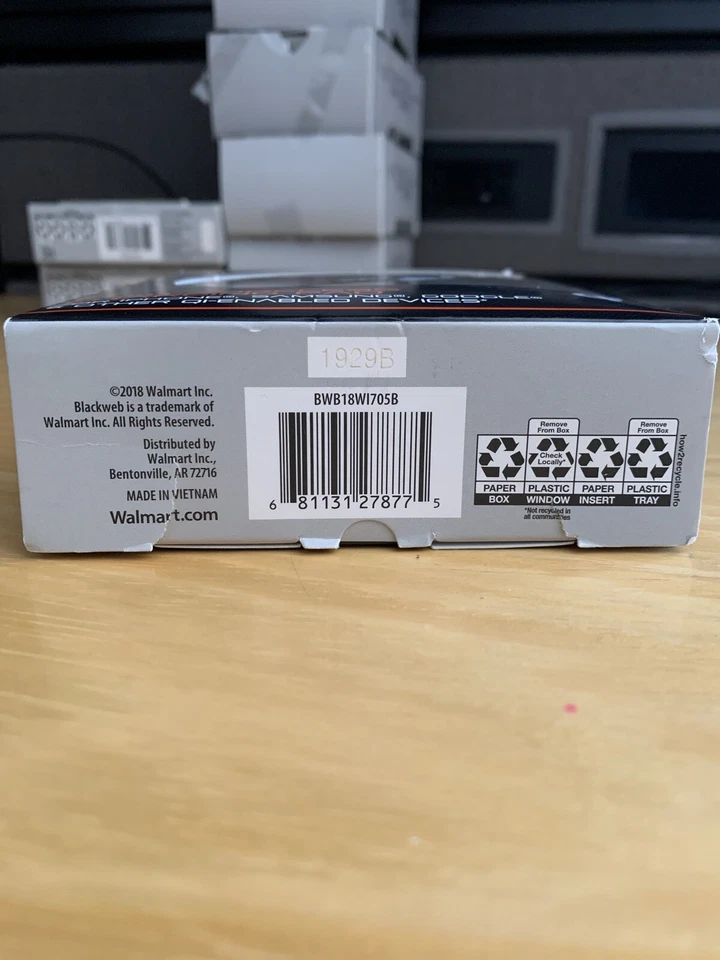 1929B
©2018 Walmart Inc.
Blackweb is a trademark of
Walmart Inc. All Rights Reserved.
Distributed by
Walmart Inc.,
Bentonville, AR 72716
MADE IN VIETNAM
Walmart.com
BWB18WI705B
6 81131 27877 5
Remove
From Box
Remove
From Box
Check
Locally*
PAPER PLASTIC PAPER PLASTIC
BOX WINDOW INSERT TRAY
*Not recycled in
all communities
how2recycle.info